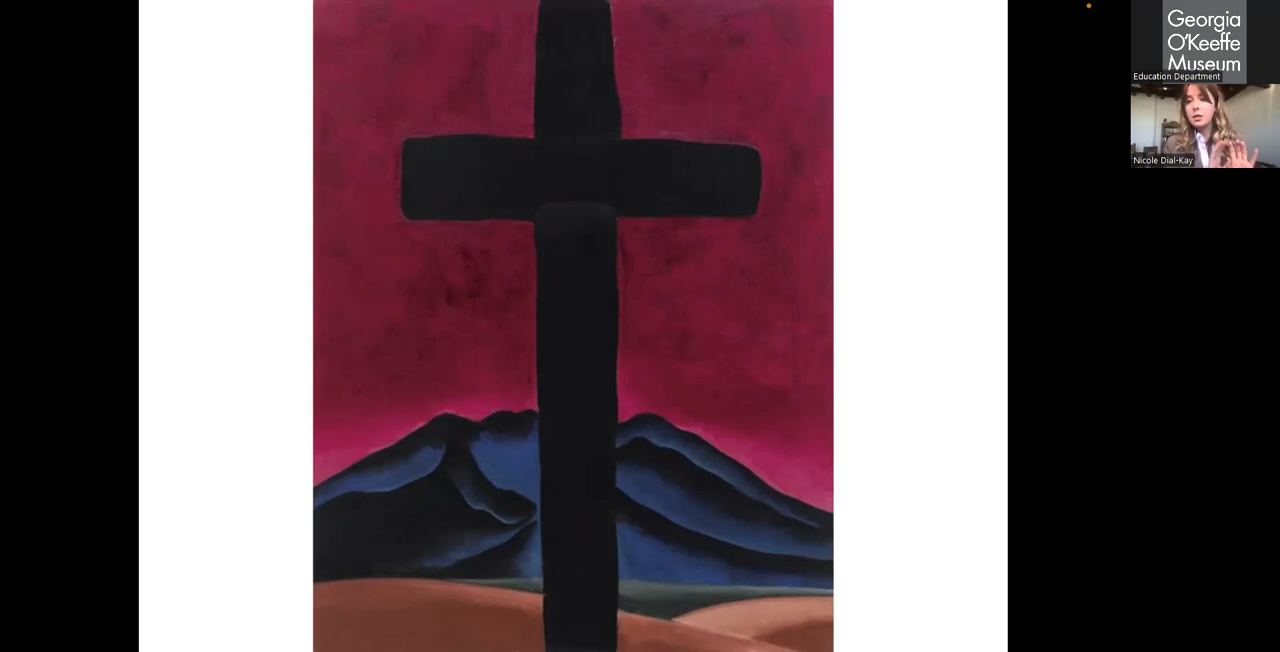 Georgia
O'Keeffe
Museum
Education Department
Nicole Dial-Kay